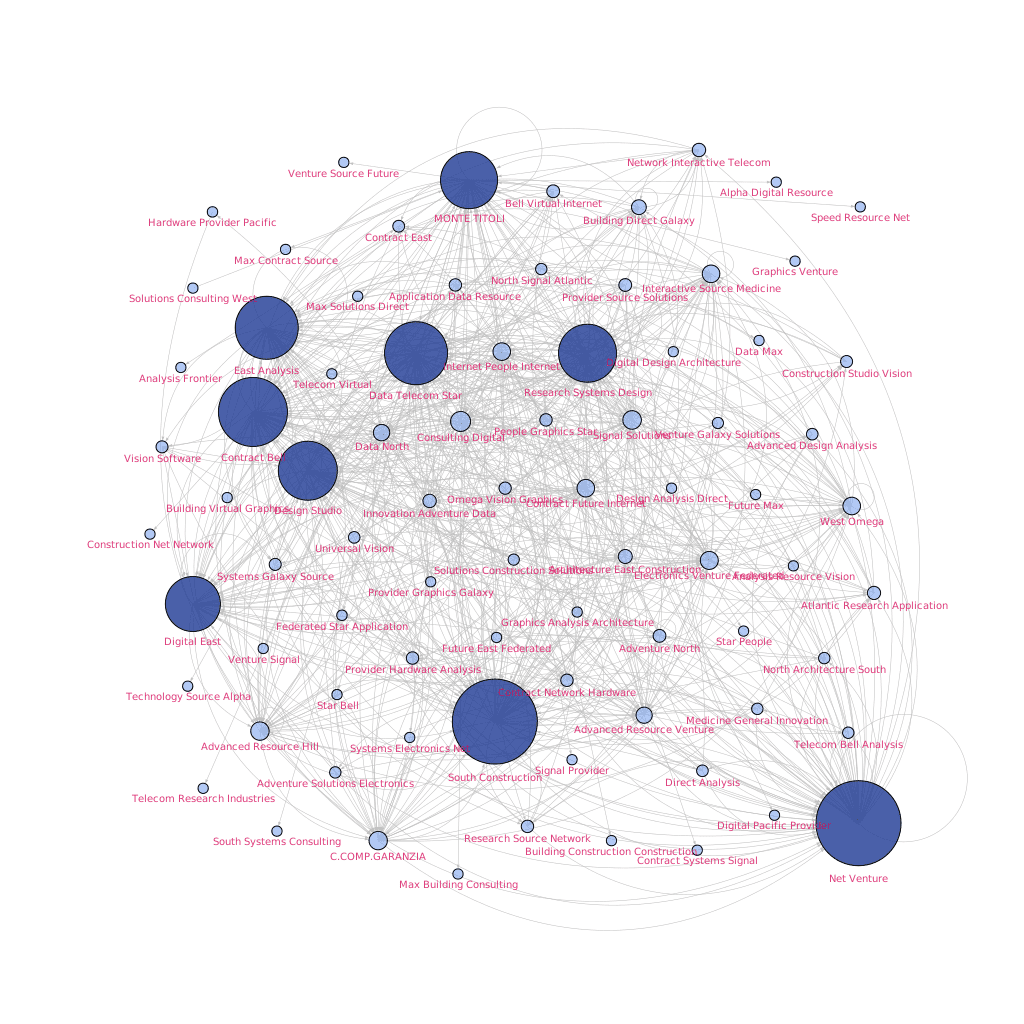 Network Interactive Telecom
Venture Source Future
Alpha Digital Resource
Bell Virtual Internet
MONTE TITOLI
Speed Resource Net
Building Direct Galaxy
Hardware Provider Pacific
Contract East
Max Contract Source
Graphics Venture
North Signal Atlantic
Interactive Source Medicine
Application Data Resource
Provider Source Solutions
Solutions Consulting West
Max Solutions Direct
Data Max
Digital Design Architecture
Internet People Internet
East Analysis
Construction Studio Vision
Analysis Frontier
Telecom Virtual
Research Systems Design
Data Telecom Star
People Graphics Star
Signal Solutions
Venture Galaxy Solutions
Consulting Digital
Data North
Advanced Design Analysis
Contract Bell
Vision Software
Design Analysis Direct
Omega Vision Graphics
Contract Future Internet
Future Max
Building Virtual Graphics
Design Studio
Innovation Adventure Data
West Omega
Construction Net Network
Universal Vision
Solutions Construction Solutions
Architecture East Construction
Electronics Venture Federated
Analysis Resource Vision
Systems Galaxy Source
Provider Graphics Galaxy
Atlantic Research Application
Graphics Analysis Architecture
Federated Star Application
Digital East
Star People
Future East Federated
Adventure North
Venture Signal
Provider Hardware Analysis
North Architecture South
Contract Network Hardware
Technology Source Alpha
Star Bell
Medicine General Innovation
Advanced Resource Venture
Advanced Resource Hill
Telecom Bell Analysis
Systems Electronics Net
Signal Provider
South Construction
Direct Analysis
Adventure Solutions Electronics
Telecom Research Industries
Digital Pacific Provider
Research Source Network
South Systems Consulting
Building Construction Construction
C.COMP.GARANZIA
Contract Systems Signal
Net Venture
Max Building Consulting